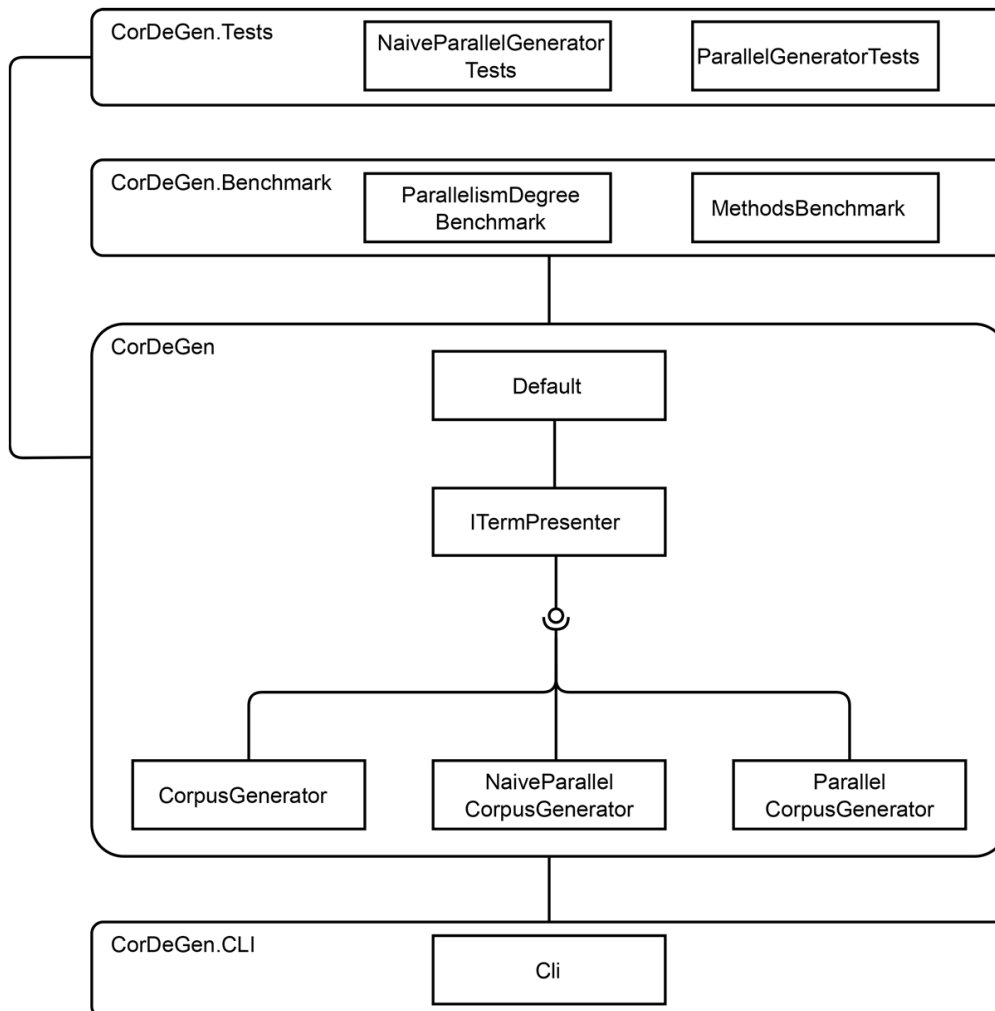 CorDeGen.Tests
NaiveParallelGenerator
Tests
ParallelGeneratorTests
CorDeGen.Benchmark
ParallelismDegree
Benchmark
MethodsBenchmark
CorDeGen
Default
ITermPresenter
CorpusGenerator
NaiveParallel
CorpusGenerator
Parallel
CorpusGenerator
CorDeGen.CLI
Cli